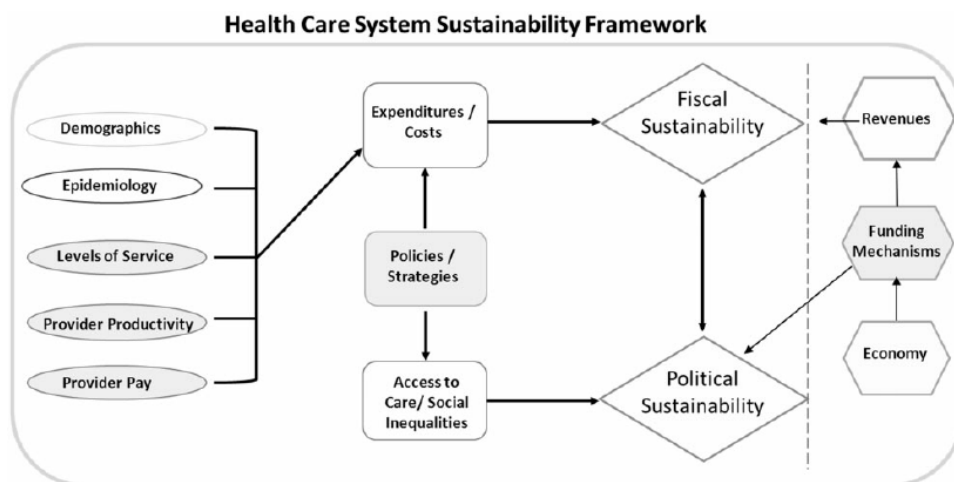 Health Care System Sustainability Framework
Demographics
Epidemiology
Levels of Service
Provider Productivity
Provider Pay
Expenditures /
Costs
Policies /
Strategies
Access to
Care/ Social
Inequalities
Fiscal
Sustainability
Political
Sustainability
Revenues
Funding
Mechanisms
Economy